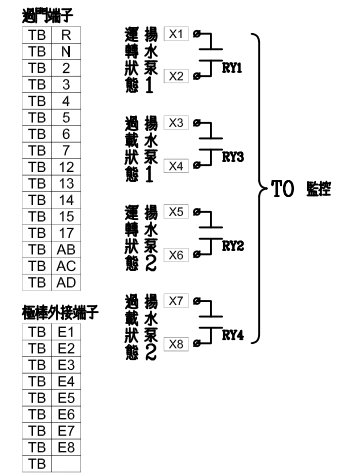 過門端子
TB R
TB N
TB 2
TB 3
TB 4
TB 5
TB 6
TB 7
TB 12
TB 13
TB 14
TB 15
TB 17
TB AB
TB AC
TB AD
極棒外接端子
TB E1
TB E2
TB E3
TB E4
TB E5
TB E6
TB E7
TB E8
TB
揚水泵1
運轉狀態
X1
X2
RY1
揚水泵1
過載狀態
X3
X4
RY3
揚水泵2
運轉狀態
X5
X6
RY2
揚水泵2
過載狀態
X7
X8
RY4
TO 監控